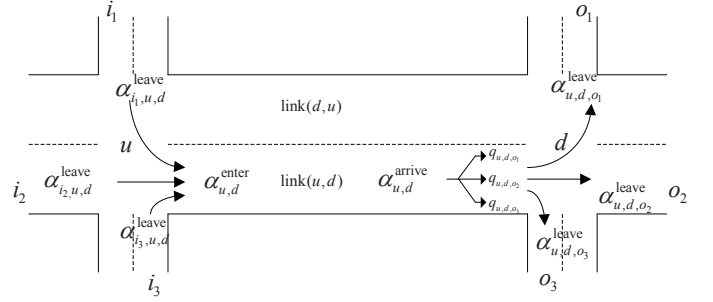 i₁ o₁
α^leave_{i₁,u,d} link(d,u) α^leave_{u,d,o₁}
u d
q_{u,d,o₁}
i₂ α^leave_{i₂,u,d} α^enter_{u,d} link(u,d) α^arrive_{u,d} q_{u,d,o₂} α^leave_{u,d,o₂} o₂
q_{u,d,o₃}
α^leave_{i₃,u,d} α^leave_{u,d,o₃}
i₃ o₃